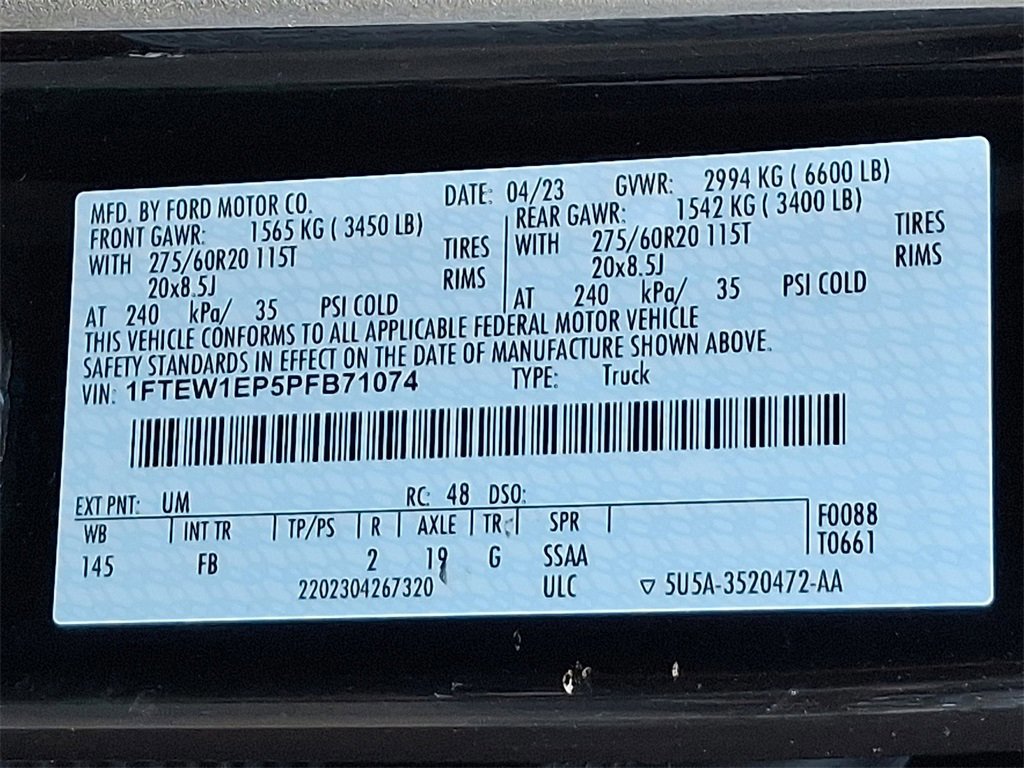 MFD. BY FORD MOTOR CO. DATE: 04/23 GVWR: 2994 KG ( 6600 LB)
FRONT GAWR: 1565 KG ( 3450 LB) REAR GAWR: 1542 KG ( 3400 LB)
WITH 275/60R20 115T TIRES WITH 275/60R20 115T TIRES
20x8.5J RIMS 20x8.5J RIMS
AT 240 kPa/ 35 PSI COLD AT 240 kPa/ 35 PSI COLD
THIS VEHICLE CONFORMS TO ALL APPLICABLE FEDERAL MOTOR VEHICLE
SAFETY STANDARDS IN EFFECT ON THE DATE OF MANUFACTURE SHOWN ABOVE.
VIN: 1FTEW1EP5PFB71074 TYPE: Truck
EXT PNT: UM RC: 48 DSO:
WB INT TR TP/PS R AXLE TR SPR F0088
145 FB 2 19 G SSAA T0661
2202304267320 ULC ▽ 5U5A-3520472-AA